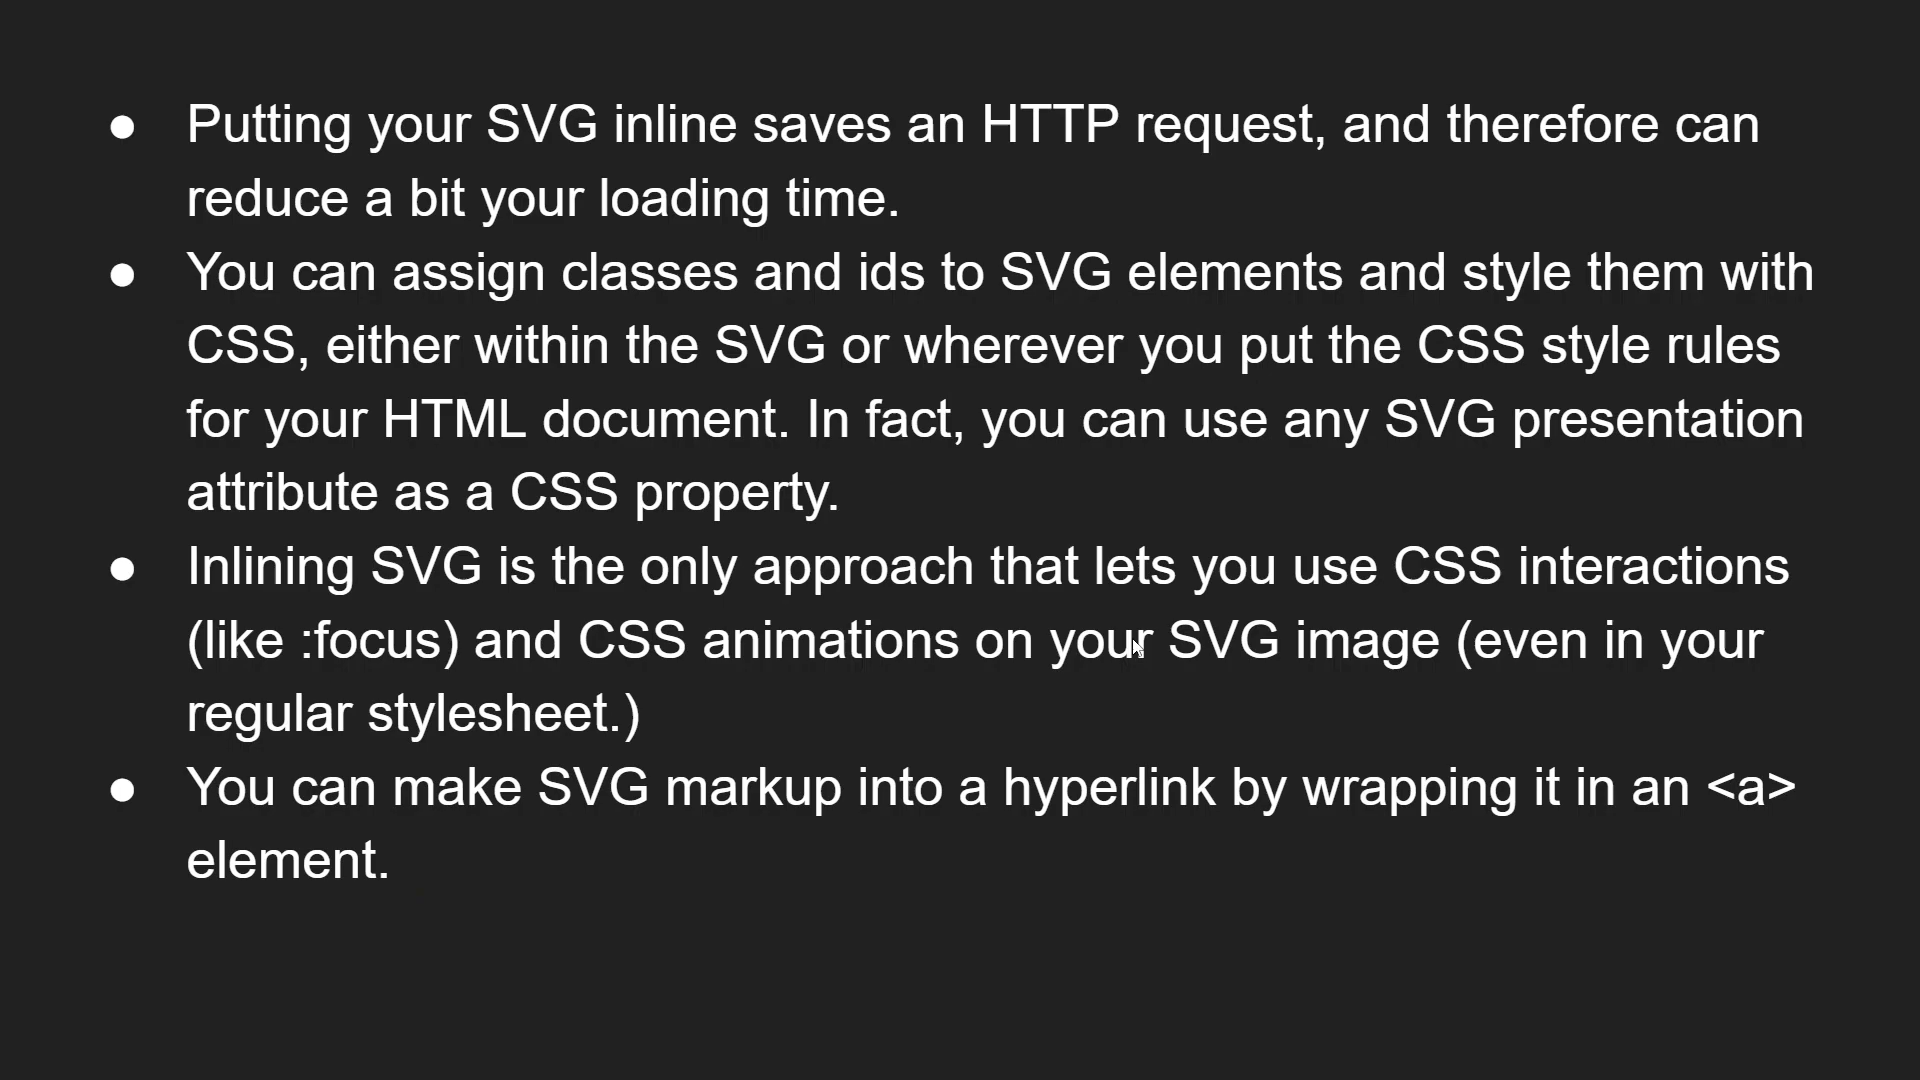 ● Putting your SVG inline saves an HTTP request, and therefore can
reduce a bit your loading time.
● You can assign classes and ids to SVG elements and style them with
CSS, either within the SVG or wherever you put the CSS style rules
for your HTML document. In fact, you can use any SVG presentation
attribute as a CSS property.
● Inlining SVG is the only approach that lets you use CSS interactions
(like :focus) and CSS animations on your SVG image (even in your
regular stylesheet.)
● You can make SVG markup into a hyperlink by wrapping it in an <a>
element.